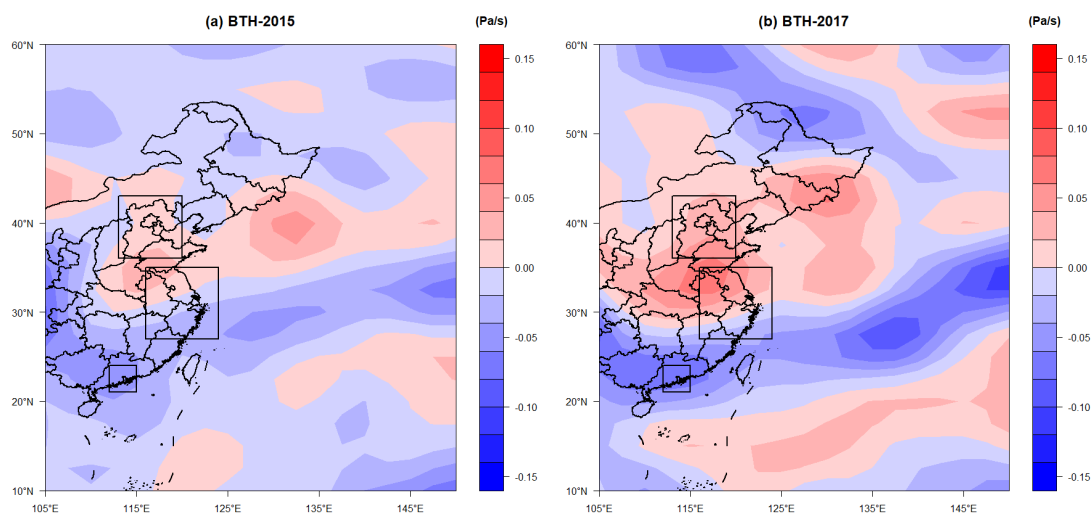 (a) BTH-2015
(Pa/s)
60°N
50°N
40°N
30°N
20°N
10°N
105°E
115°E
125°E
135°E
145°E
0.15
0.10
0.05
0.00
-0.05
-0.10
-0.15
(b) BTH-2017
(Pa/s)
60°N
50°N
40°N
30°N
20°N
10°N
105°E
115°E
125°E
135°E
145°E
0.15
0.10
0.05
0.00
-0.05
-0.10
-0.15